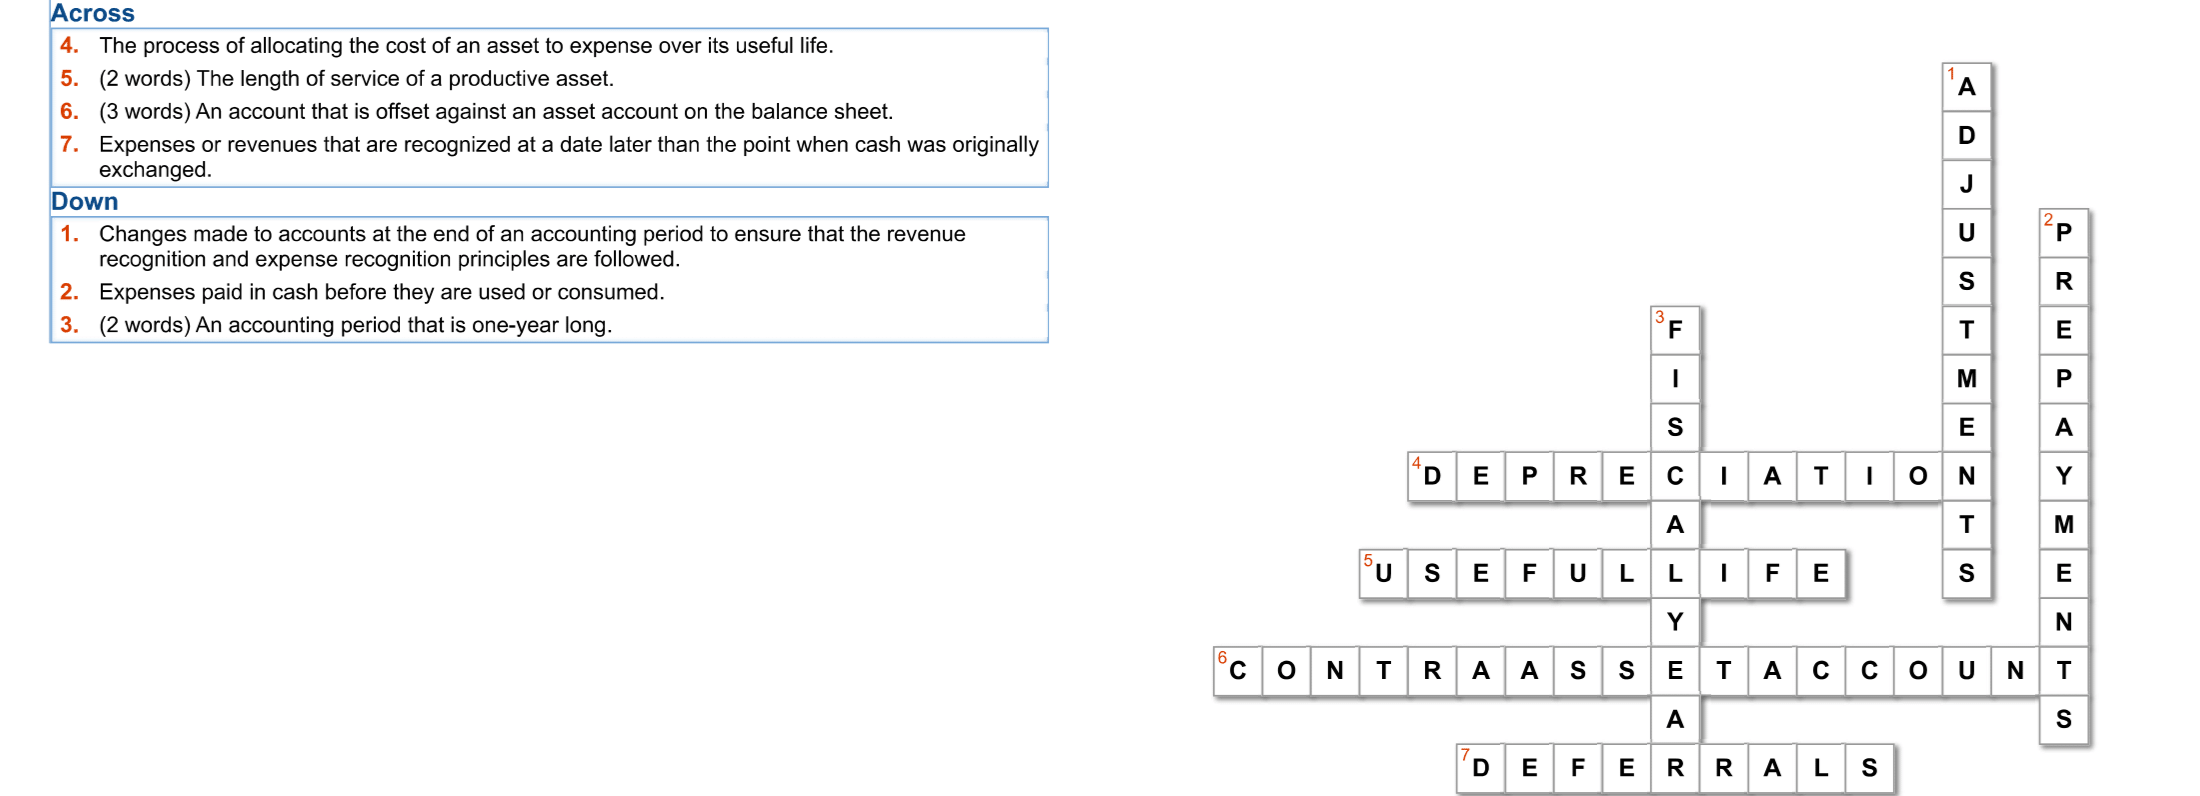 Across
4. The process of allocating the cost of an asset to expense over its useful life.
5. (2 words) The length of service of a productive asset.
6. (3 words) An account that is offset against an asset account on the balance sheet.
7. Expenses or revenues that are recognized at a date later than the point when cash was originally
exchanged.
Down
1. Changes made to accounts at the end of an accounting period to ensure that the revenue
recognition and expense recognition principles are followed.
2. Expenses paid in cash before they are used or consumed.
3. (2 words) An accounting period that is one-year long.
1 A
D
J
U 2 P
S R
3 F T E
I M P
S E A
4 D E P R E C I A T I O N Y
A T M
5 U S E F U L L I F E S E
Y N
6 C O N T R A A S S E T A C C O U N T
A S
7 D E F E R R A L S